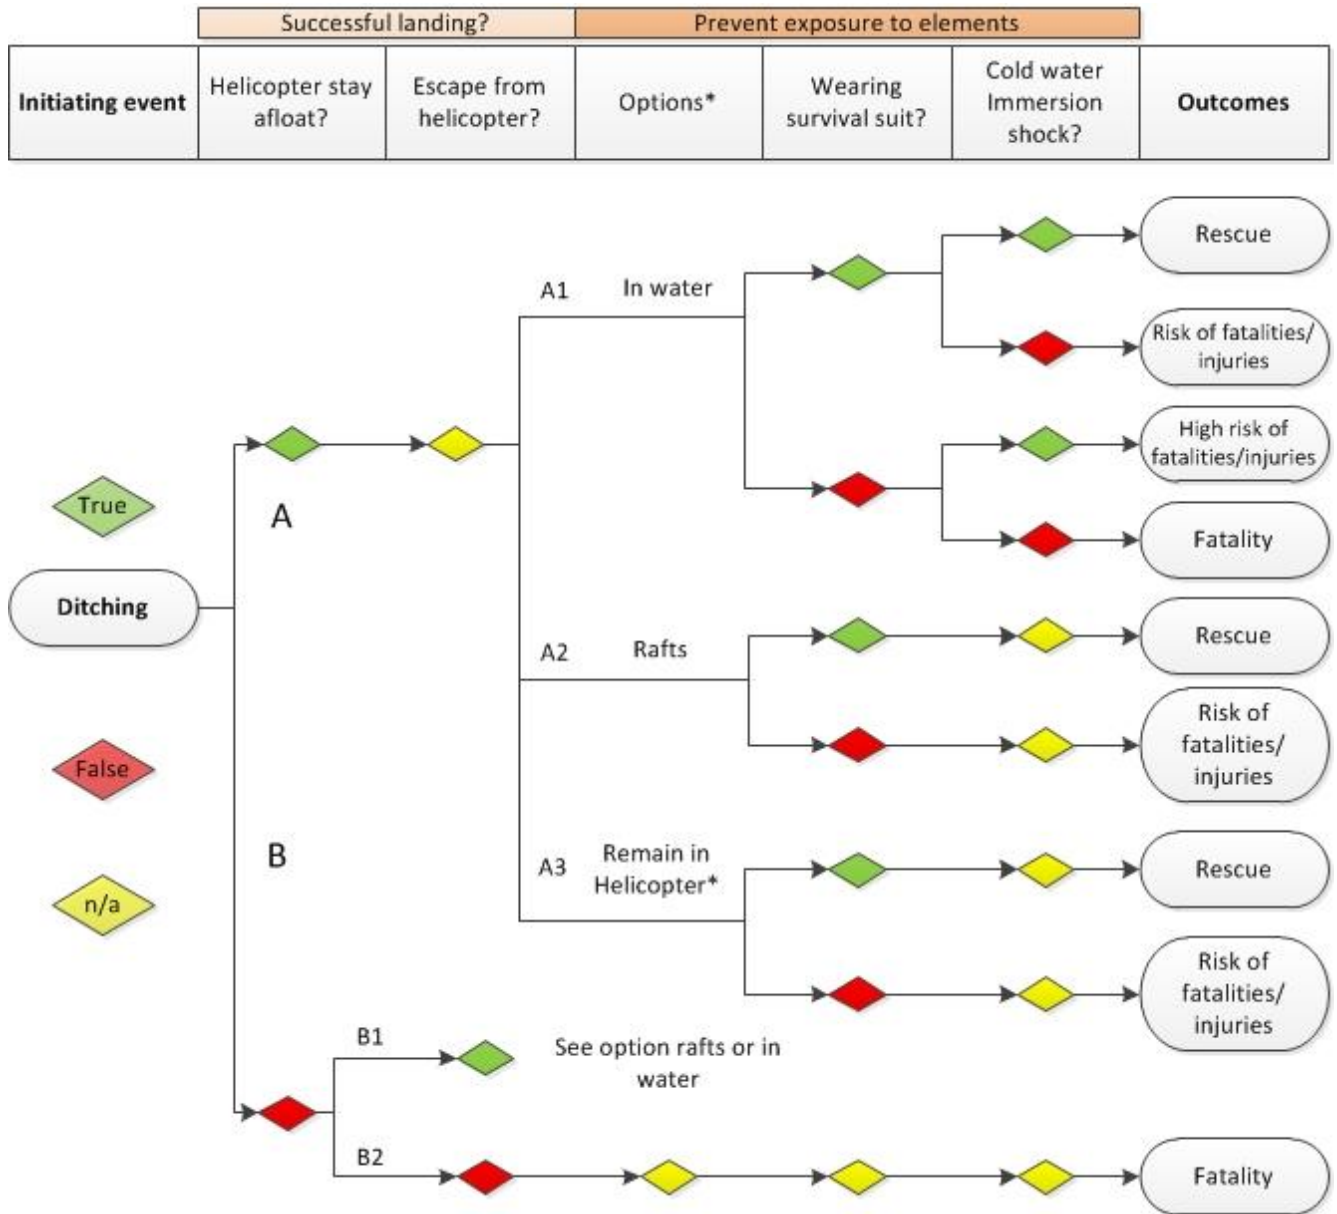 Successful landing?
Prevent exposure to elements
Initiating event
Helicopter stay
afloat?
Escape from
helicopter?
Options*
Wearing
survival suit?
Cold water
Immersion
shock?
Outcomes
Rescue
A1
In water
Risk of fatalities/
injuries
High risk of
fatalities/injuries
True
A
Fatality
Ditching
A2
Rafts
Rescue
Risk of
fatalities/
injuries
False
B
A3
Remain in
Helicopter*
Rescue
n/a
Risk of
fatalities/
injuries
B1
See option rafts or in
water
B2
Fatality